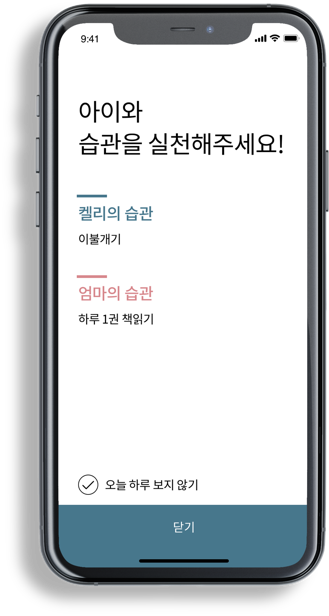 9:41
아이와
습관을 실천해주세요!
켈리의 습관
이불개기
엄마의 습관
하루 1권 책읽기
오늘 하루 보지 않기
닫기